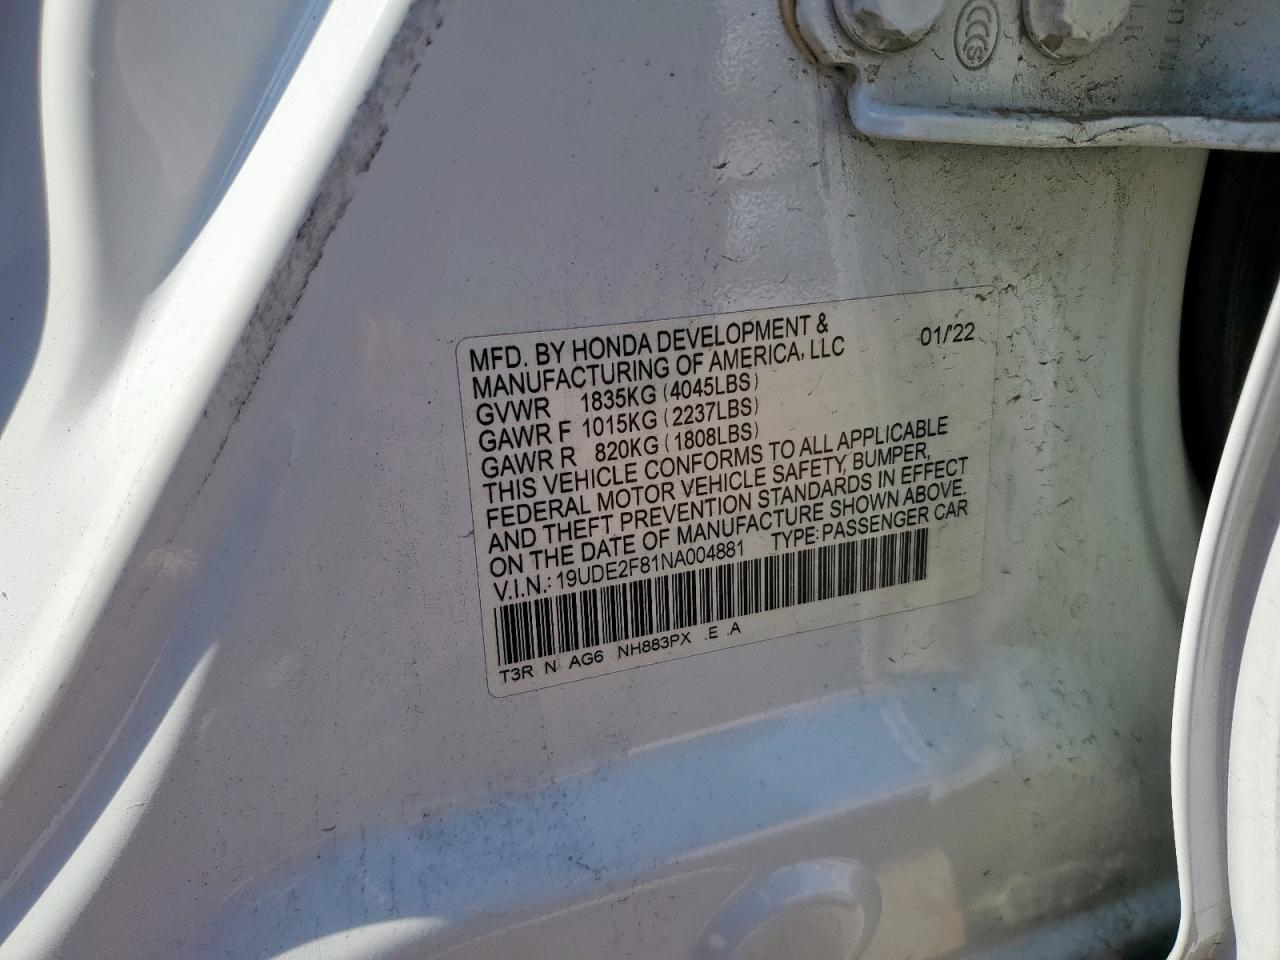 MFD. BY HONDA DEVELOPMENT &
MANUFACTURING OF AMERICA, LLC 01/'22
GVWR 1835KG (4045LBS)
GAWR F 1015KG (2237LBS)
GAWR R 820KG (1808LBS)
THIS VEHICLE CONFORMS TO ALL APPLICABLE
FEDERAL MOTOR VEHICLE SAFETY, BUMPER,
AND THEFT PREVENTION STANDARDS IN EFFECT
ON THE DATE OF MANUFACTURE SHOWN ABOVE.
V.I.N.: 19UDE2F81NA004881 TYPE: PASSENGER CAR
T3R N AG6 NH883PX .E .A